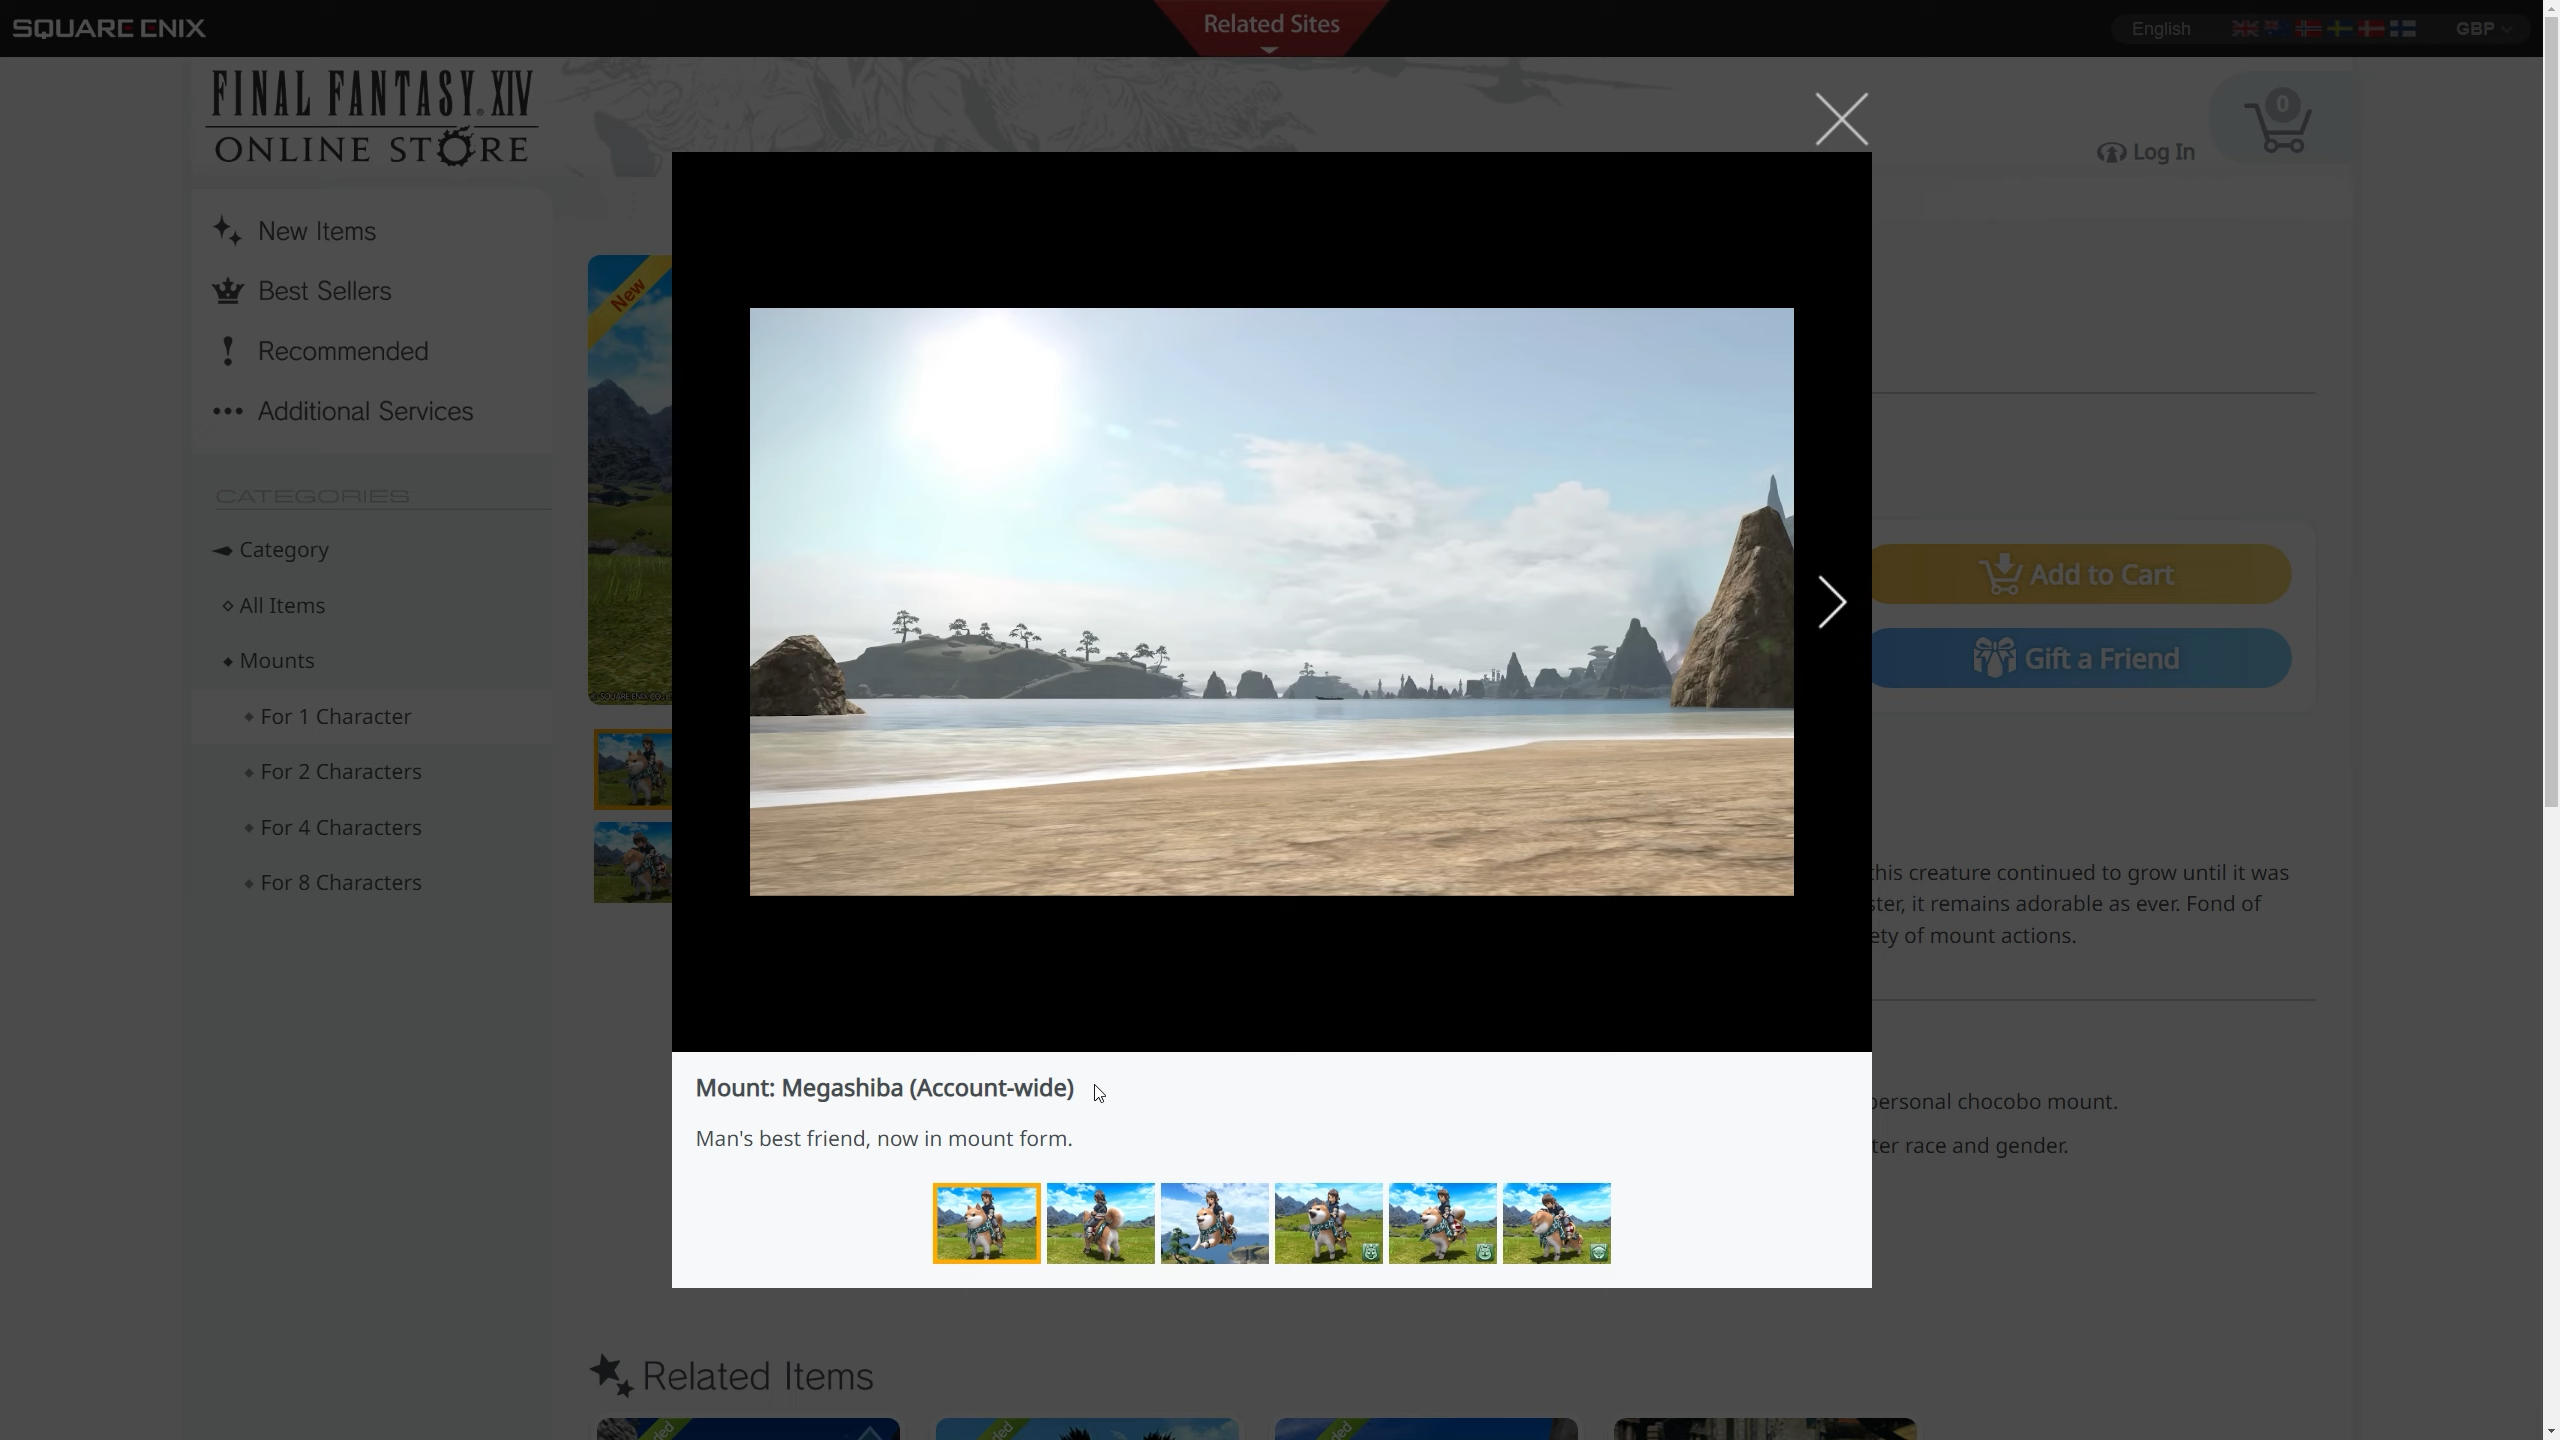 SQUARE ENIX
Related Sites
English
GBP
FINAL FANTASY XIV
ONLINE STORE
0
Log In
New Items
Best Sellers
Recommended
Additional Services
CATEGORIES
Category
All Items
Mounts
For 1 Character
For 2 Characters
For 4 Characters
For 8 Characters
New
Add to Cart
Gift a Friend
this creature continued to grow until it was
ster, it remains adorable as ever. Fond of
ety of mount actions.
personal chocobo mount.
ter race and gender.
Mount: Megashiba (Account-wide)
Man's best friend, now in mount form.
Related Items